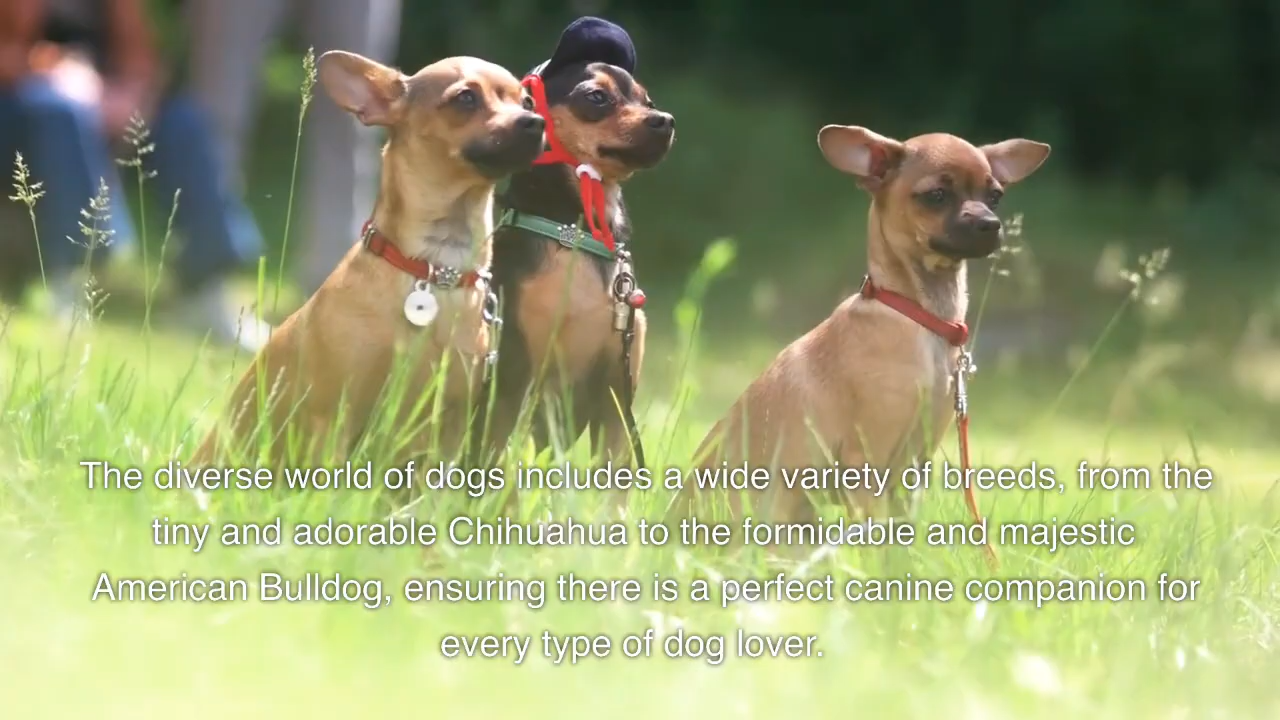 The diverse world of dogs includes a wide variety of breeds, from the
tiny and adorable Chihuahua to the formidable and majestic
American Bulldog, ensuring there is a perfect canine companion for
every type of dog lover.